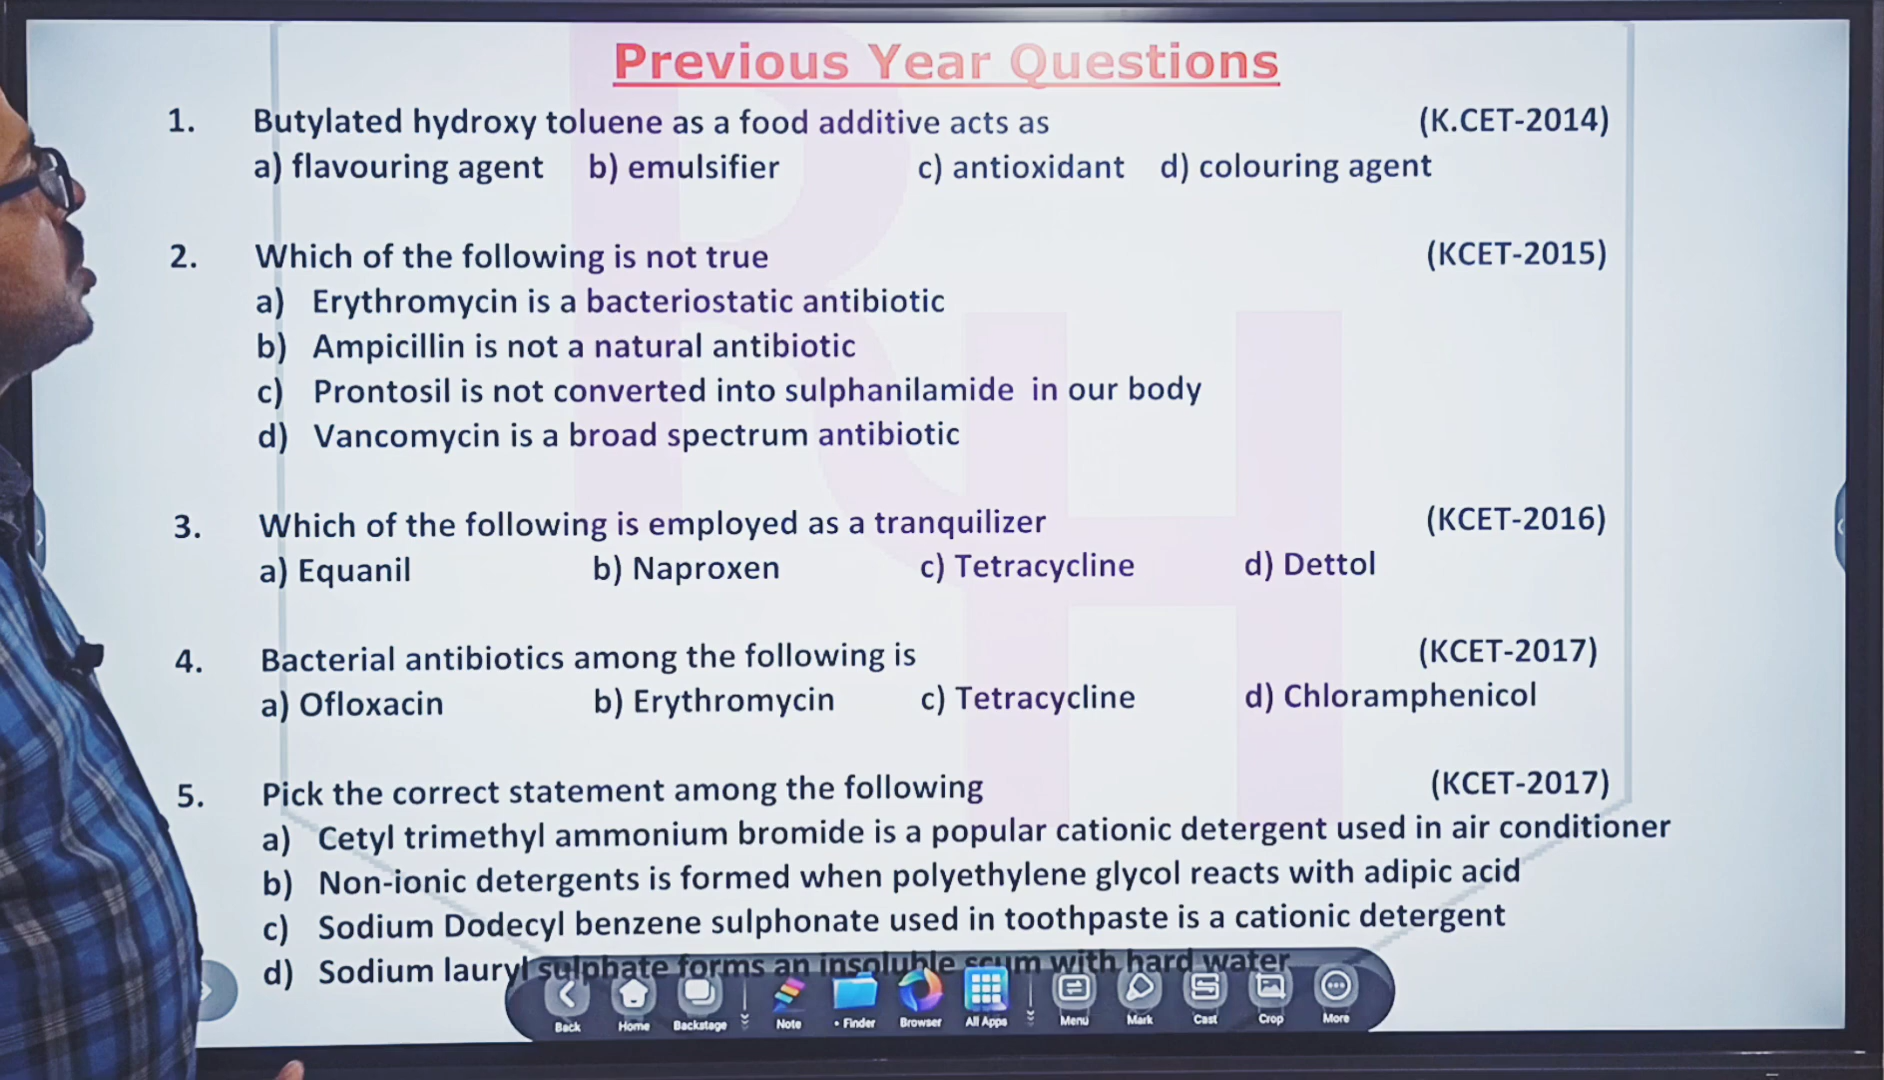 Previous Year Questions
1. Butylated hydroxy toluene as a food additive acts as (K.CET-2014)
a) flavouring agent b) emulsifier c) antioxidant d) colouring agent
2. Which of the following is not true (KCET-2015)
a) Erythromycin is a bacteriostatic antibiotic
b) Ampicillin is not a natural antibiotic
c) Prontosil is not converted into sulphanilamide in our body
d) Vancomycin is a broad spectrum antibiotic
3. Which of the following is employed as a tranquilizer (KCET-2016)
a) Equanil b) Naproxen c) Tetracycline d) Dettol
4. Bacterial antibiotics among the following is (KCET-2017)
a) Ofloxacin b) Erythromycin c) Tetracycline d) Chloramphenicol
5. Pick the correct statement among the following (KCET-2017)
a) Cetyl trimethyl ammonium bromide is a popular cationic detergent used in air conditioner
b) Non-ionic detergents is formed when polyethylene glycol reacts with adipic acid
c) Sodium Dodecyl benzene sulphonate used in toothpaste is a cationic detergent
d) Sodium lauryl sulphate forms an insoluble scum with hard water
Back Home Backstage Note • Finder Browser All Apps Menu Mark Cast Crop More